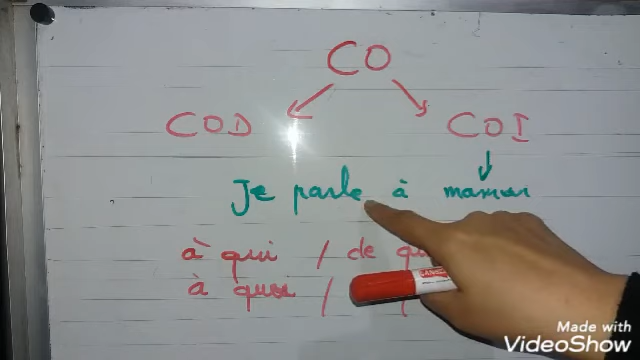 CO
COD COI
Je parle à maman
à qui / de
à quoi /
Made with
VideoShow